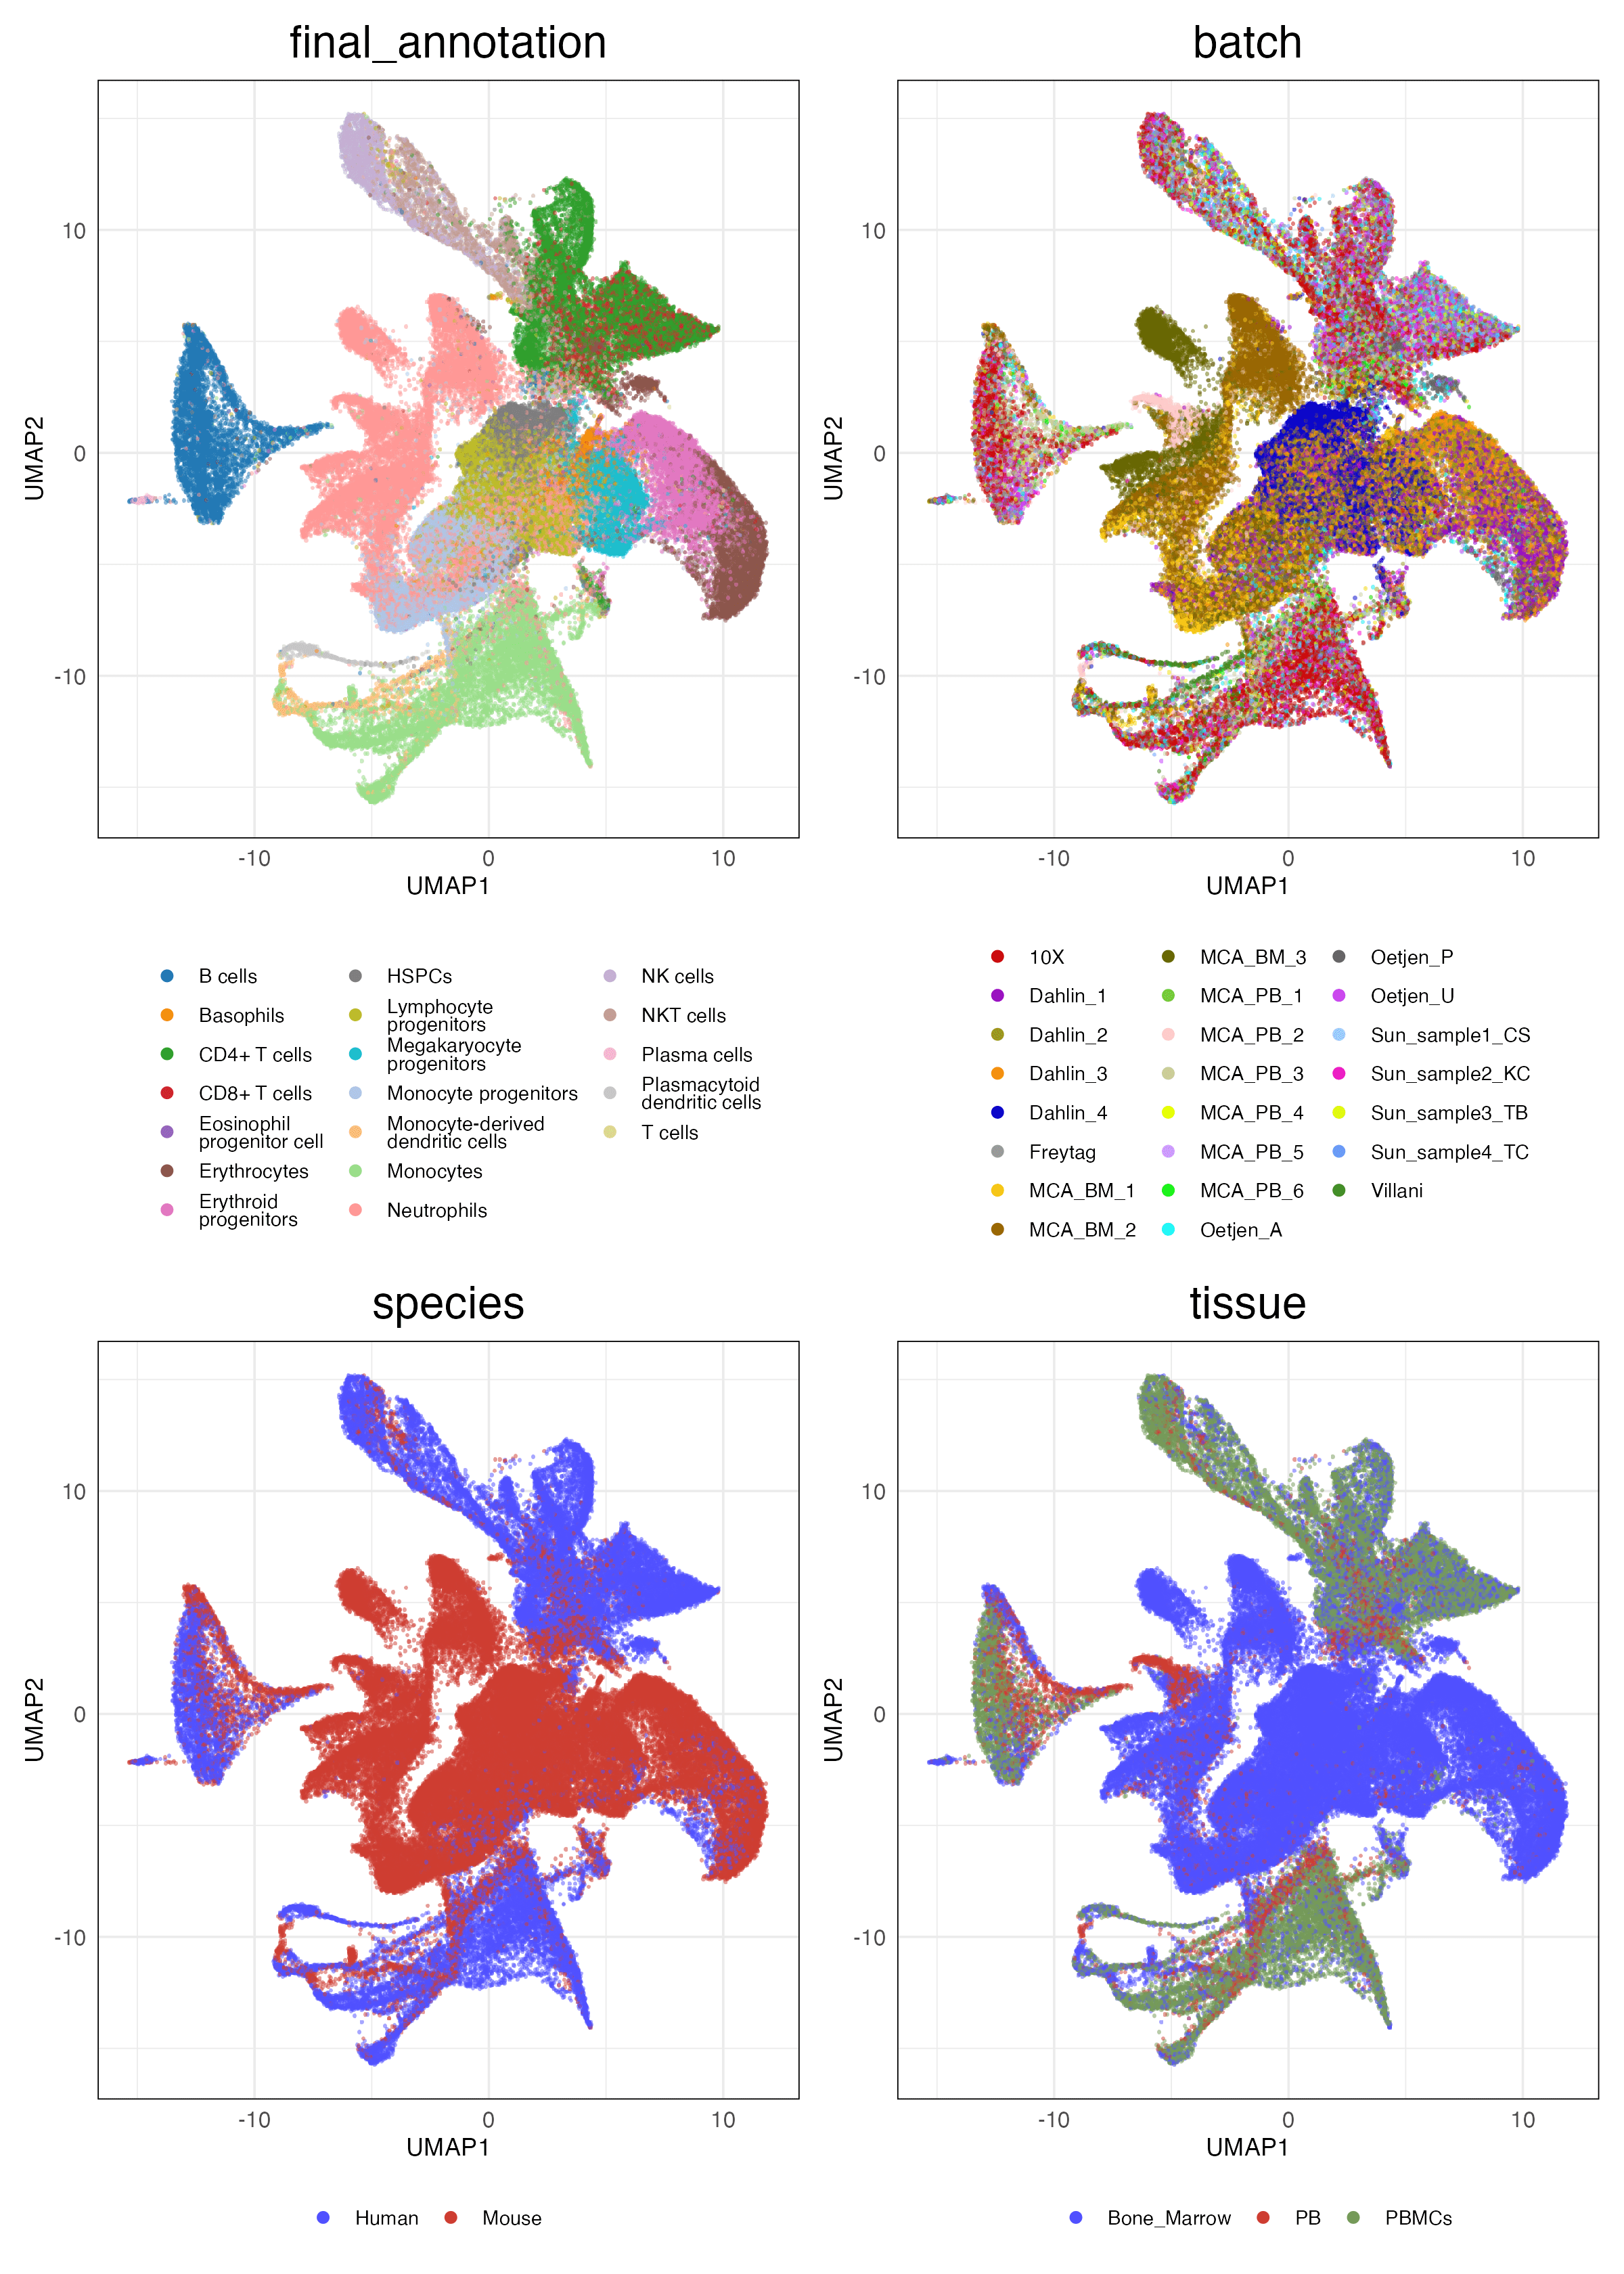 final_annotation
10
0
-10
UMAP2
-10 0 10
UMAP1
B cells
Basophils
CD4+ T cells
CD8+ T cells
Eosinophil
progenitor cell
Erythrocytes
Erythroid
progenitors
HSPCs
Lymphocyte
progenitors
Megakaryocyte
progenitors
Monocyte progenitors
Monocyte-derived
dendritic cells
Monocytes
Neutrophils
NK cells
NKT cells
Plasma cells
Plasmacytoid
dendritic cells
T cells
batch
10
0
-10
UMAP2
-10 0 10
UMAP1
10X
Dahlin_1
Dahlin_2
Dahlin_3
Dahlin_4
Freytag
MCA_BM_1
MCA_BM_2
MCA_BM_3
MCA_PB_1
MCA_PB_2
MCA_PB_3
MCA_PB_4
MCA_PB_5
MCA_PB_6
Oetjen_A
Oetjen_P
Oetjen_U
Sun_sample1_CS
Sun_sample2_KC
Sun_sample3_TB
Sun_sample4_TC
Villani
species
10
0
-10
UMAP2
-10 0 10
UMAP1
Human Mouse
tissue
10
0
-10
UMAP2
-10 0 10
UMAP1
Bone_Marrow PB PBMCs